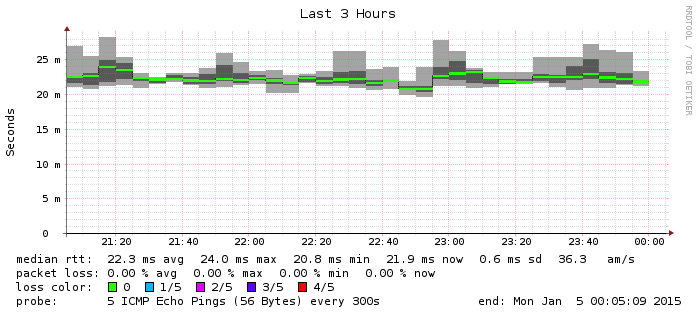 Last 3 Hours
RRDTOOL / TOBI OETIKER
Seconds
25 m
20 m
15 m
10 m
5 m
0
21:20 21:40 22:00 22:20 22:40 23:00 23:20 23:40 00:00
median rtt: 22.3 ms avg 24.0 ms max 20.8 ms min 21.9 ms now 0.6 ms sd 36.3 am/s
packet loss: 0.00 % avg 0.00 % max 0.00 % min 0.00 % now
loss color: 0 1/5 2/5 3/5 4/5
probe: 5 ICMP Echo Pings (56 Bytes) every 300s end: Mon Jan 5 00:05:09 2015